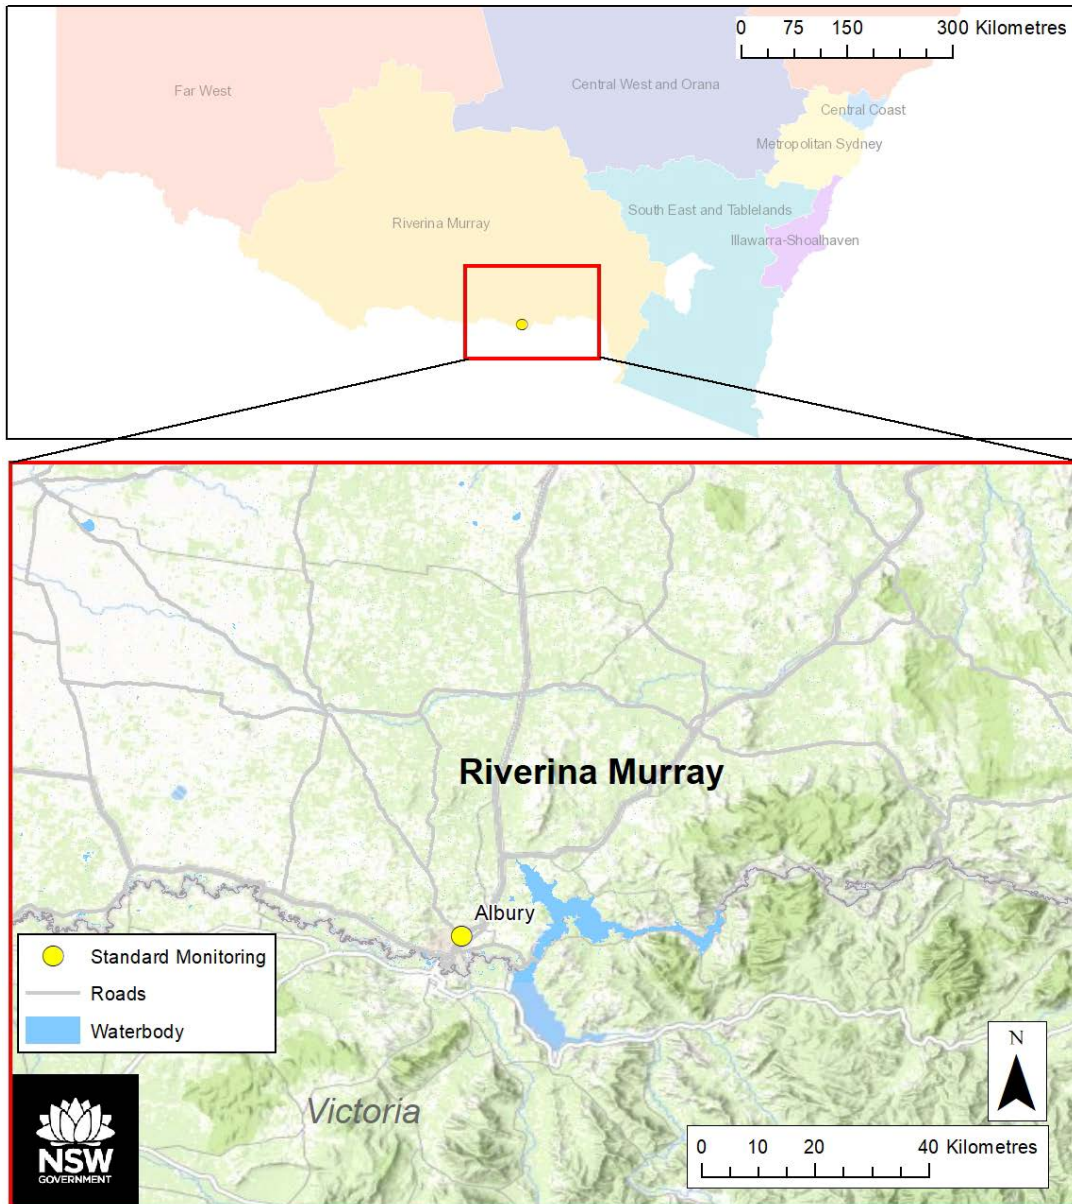 0 75 150 300 Kilometres
Far West
Central West and Orana
Central Coast
Metropolitan Sydney
South East and Tablelands
Riverina Murray
Illawarra-Shoalhaven
Riverina Murray
Albury
Standard Monitoring
Roads
Waterbody
Victoria
N
NSW
GOVERNMENT
0 10 20 40 Kilometres